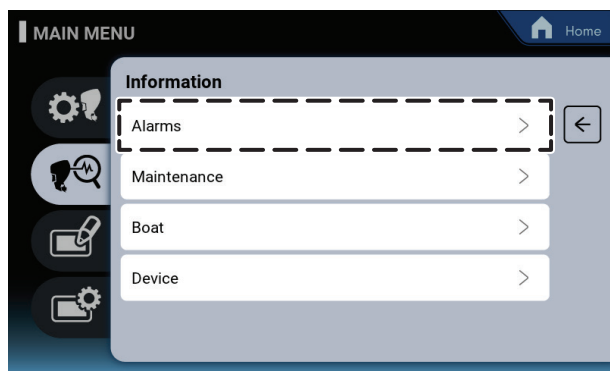 MAIN MENU
Home
Information
Alarms
Maintenance
Boat
Device